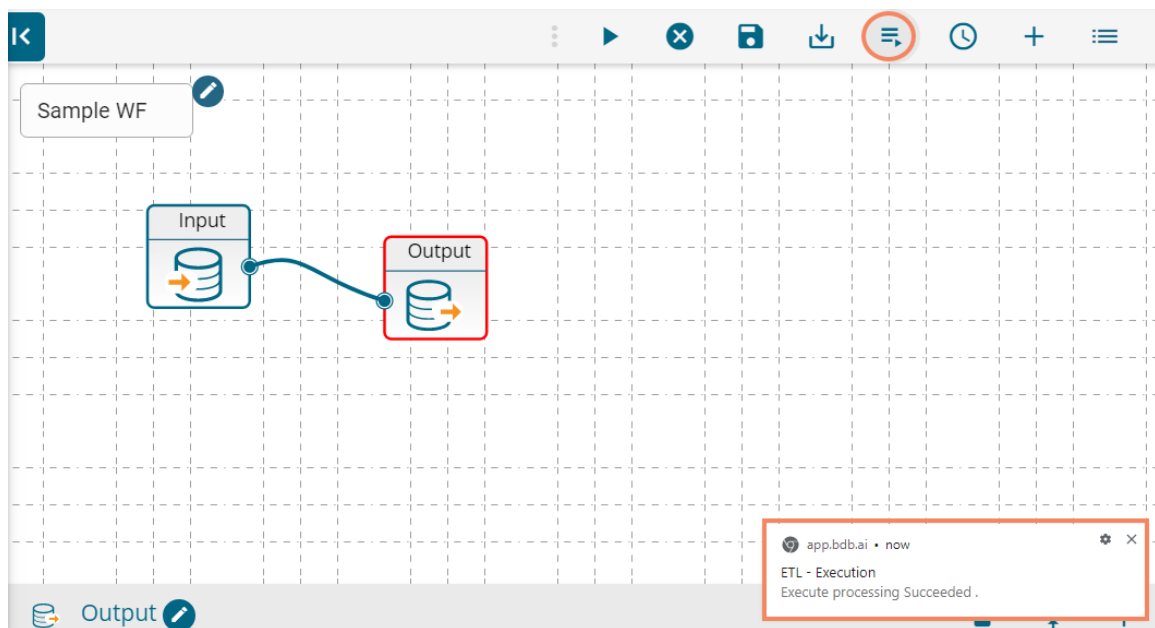 Sample WF
Input
Output
app.bdb.ai • now
ETL - Execution
Execute processing Succeeded .
Output